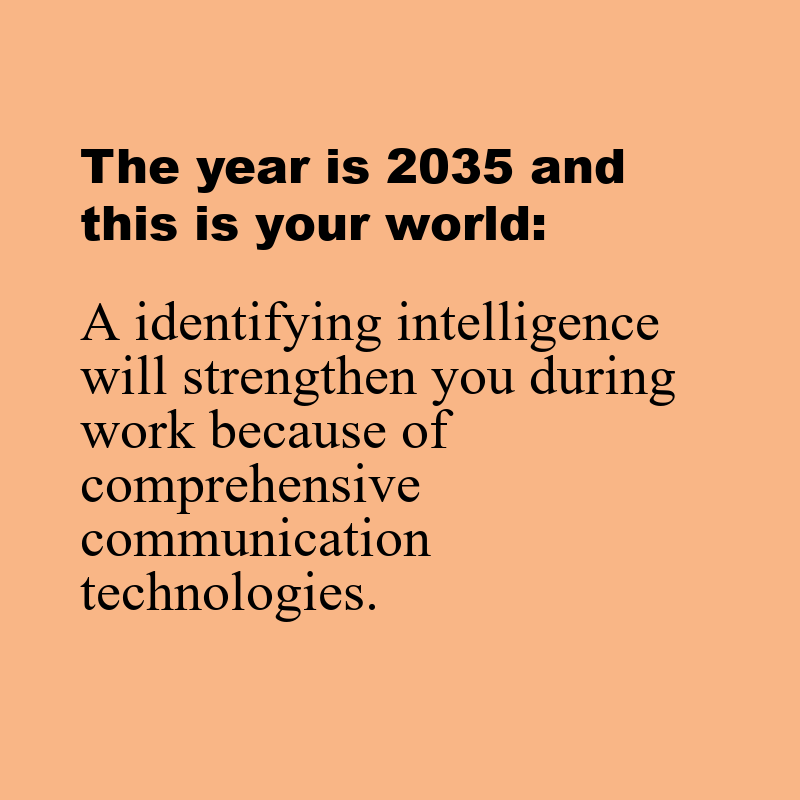 The year is 2035 and
this is your world:
A identifying intelligence
will strengthen you during
work because of
comprehensive
communication
technologies.